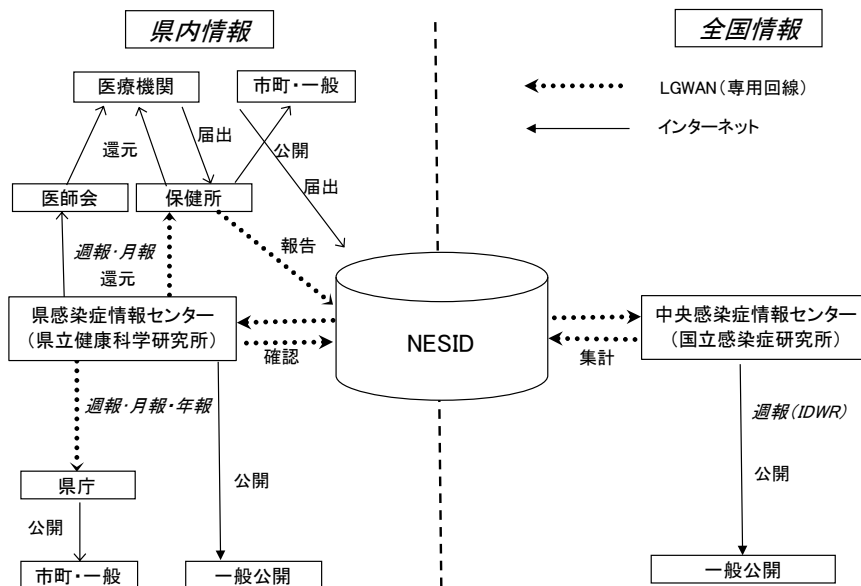 県内情報
全国情報
医療機関
市町・一般
LGWAN（専用回線）
インターネット
還元
届出
公開
届出
医師会
保健所
週報・月報
還元
報告
県感染症情報センター
（県立健康科学研究所）
確認
NESID
中央感染症情報センター
（国立感染症研究所）
集計
週報・月報・年報
週報（IDWR）
県庁
公開
公開
公開
市町・一般
一般公開
一般公開